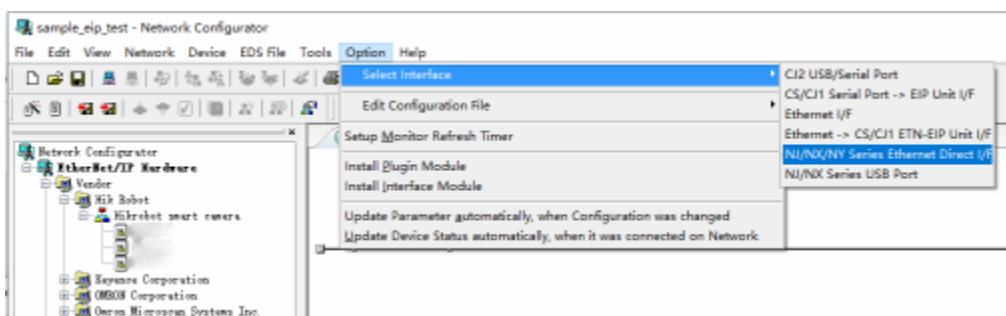 sample_eip_test - Network Configurator
File Edit View Network Device EDS File Tools Option Help
Select Interface
Edit Configuration File
Setup Monitor Refresh Timer
Install Plugin Module
Install Interface Module
Update Parameter automatically, when Configuration was changed
Update Device Status automatically, when it was connected on Network
CJ2 USB/Serial Port
CS/CJ1 Serial Port -> EIP Unit I/F
Ethernet I/F
Ethernet -> CS/CJ1 ETN-EIP Unit I/F
NJ/NX/NY Series Ethernet Direct I/F
NJ/NX Series USB Port
Network Configurator
EtherNet/IP Hardware
Vendor
Hik Robot
Hikrobot smart camera
Keyence Corporation
OMRON Corporation
Omron Microscan Systems Inc.